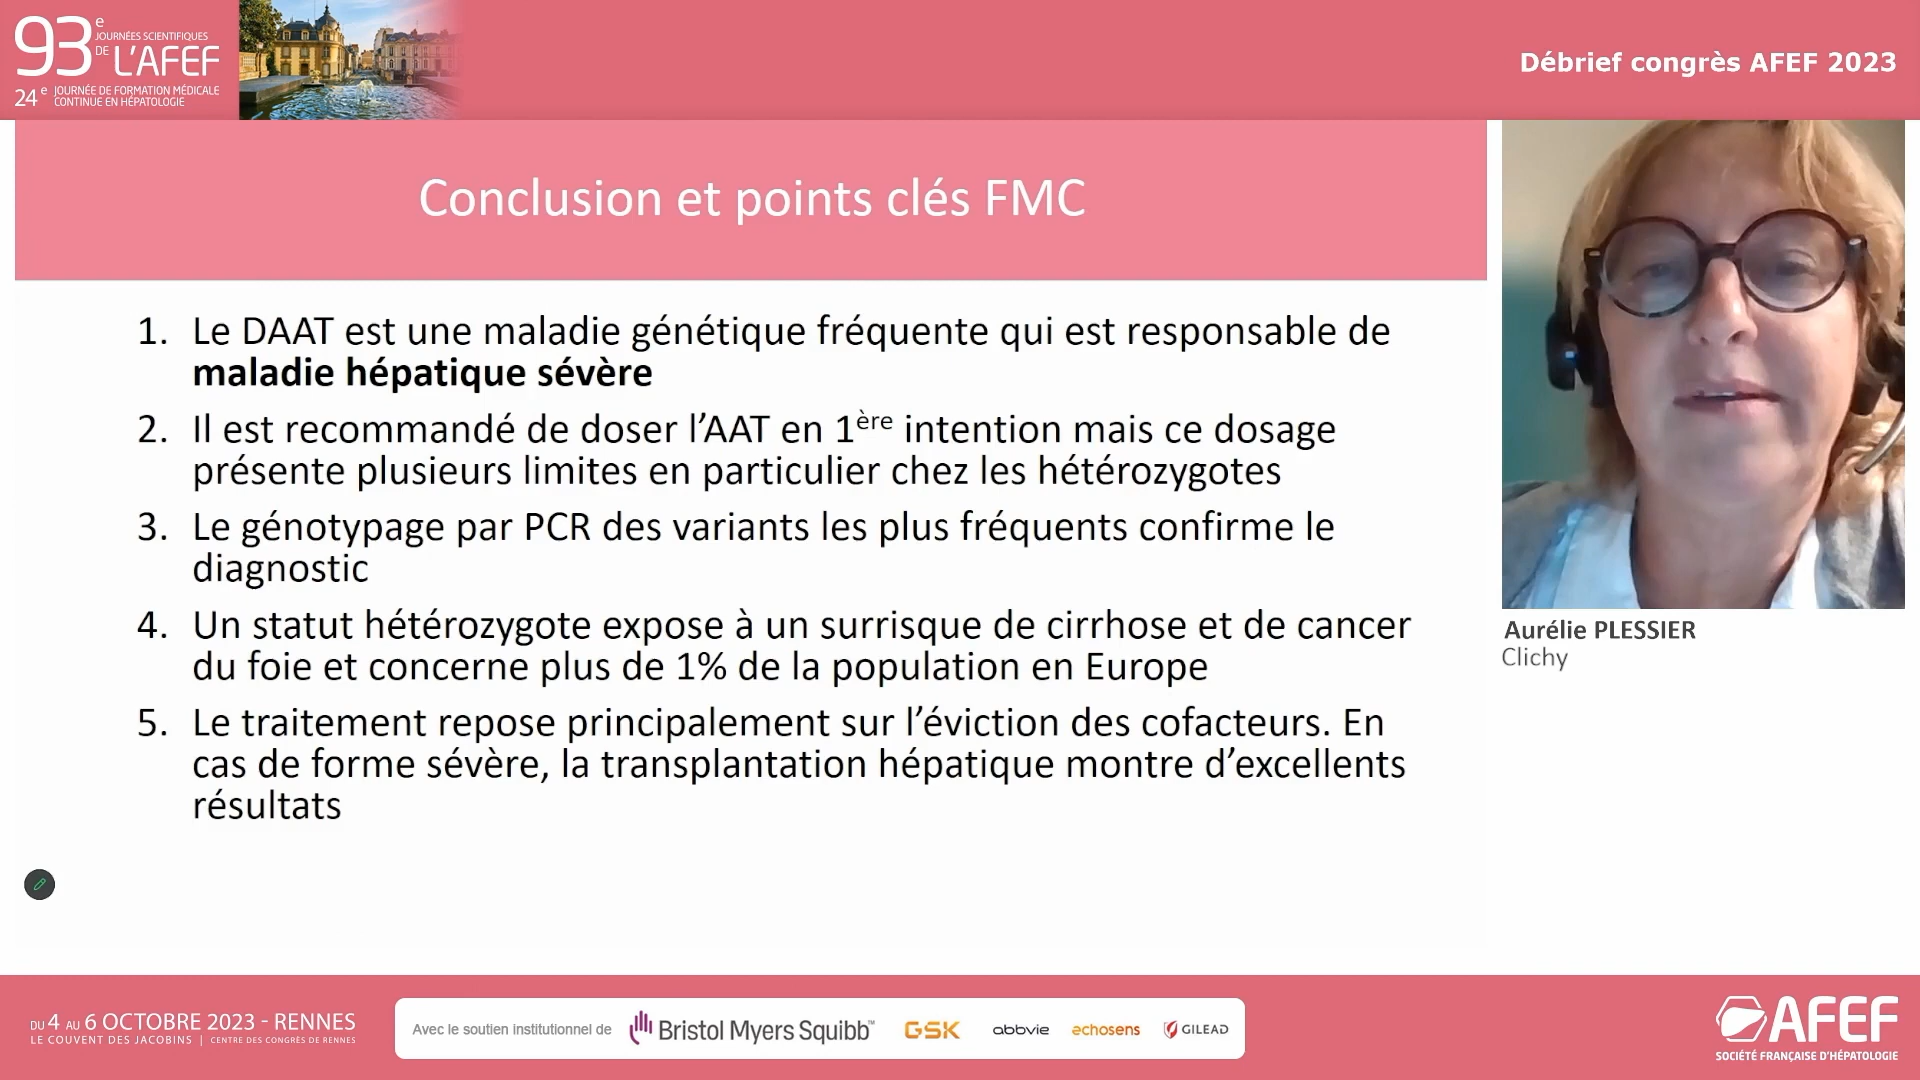 93e JOURNÉES SCIENTIFIQUES
DE L'AFEF
24e JOURNÉE DE FORMATION MÉDICALE
CONTINUE EN HÉPATOLOGIE
Débrief congrès AFEF 2023
Conclusion et points clés FMC
1. Le DAAT est une maladie génétique fréquente qui est responsable de
maladie hépatique sévère
2. Il est recommandé de doser l'AAT en 1ère intention mais ce dosage
présente plusieurs limites en particulier chez les hétérozygotes
3. Le génotypage par PCR des variants les plus fréquents confirme le
diagnostic
4. Un statut hétérozygote expose à un surrisque de cirrhose et de cancer
du foie et concerne plus de 1% de la population en Europe
5. Le traitement repose principalement sur l'éviction des cofacteurs. En
cas de forme sévère, la transplantation hépatique montre d'excellents
résultats
Aurélie PLESSIER
Clichy
DU 4 AU 6 OCTOBRE 2023 - RENNES
LE COUVENT DES JACOBINS | CENTRE DES CONGRÈS DE RENNES
Avec le soutien institutionnel de
Bristol Myers Squibb™
GSK
abbvie
echosens
GILEAD
AFEF
SOCIÉTÉ FRANÇAISE D'HÉPATOLOGIE